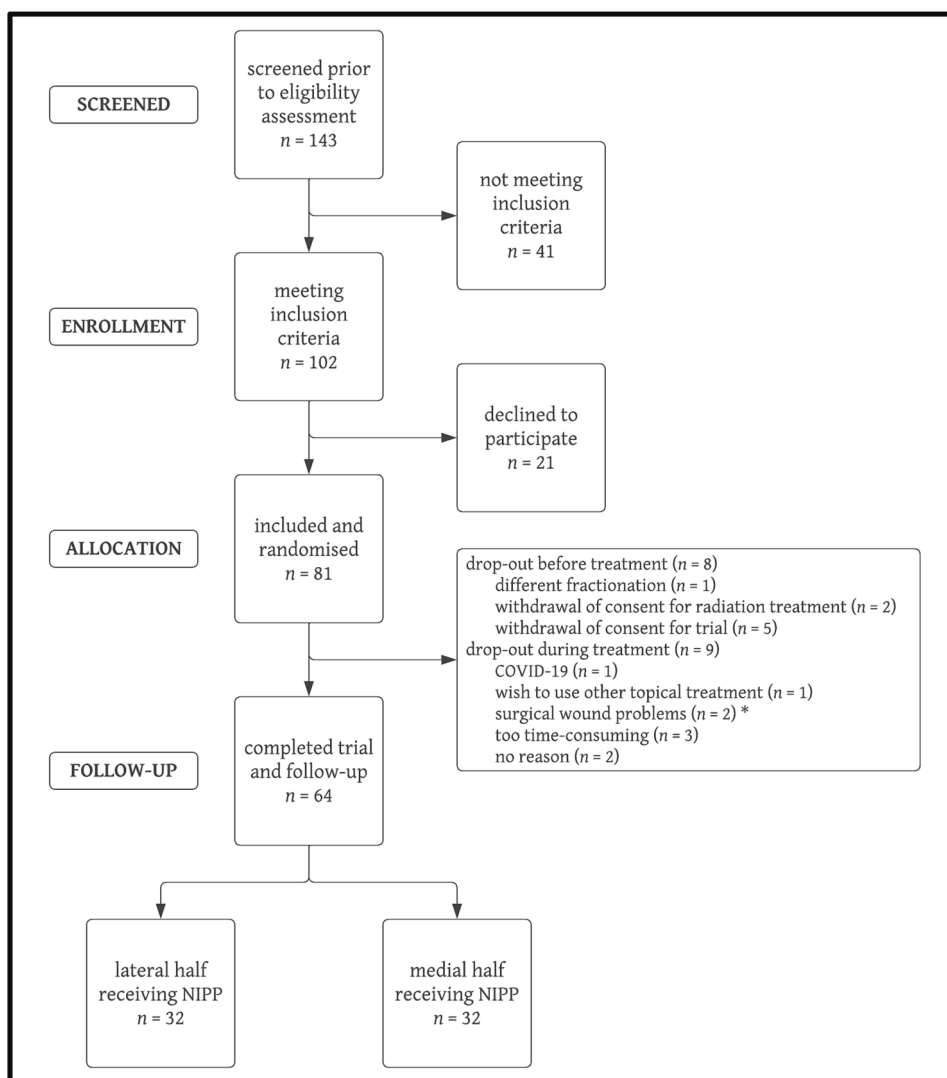 SCREENED
screened prior
to eligibility
assessment
n = 143
not meeting
inclusion
criteria
n = 41
ENROLLMENT
meeting
inclusion
criteria
n = 102
declined to
participate
n = 21
ALLOCATION
included and
randomised
n = 81
drop-out before treatment (n = 8)
different fractionation (n = 1)
withdrawal of consent for radiation treatment (n = 2)
withdrawal of consent for trial (n = 5)
drop-out during treatment (n = 9)
COVID-19 (n = 1)
wish to use other topical treatment (n = 1)
surgical wound problems (n = 2) *
too time-consuming (n = 3)
no reason (n = 2)
FOLLOW-UP
completed trial
and follow-up
n = 64
lateral half
receiving NIPP
n = 32
medial half
receiving NIPP
n = 32